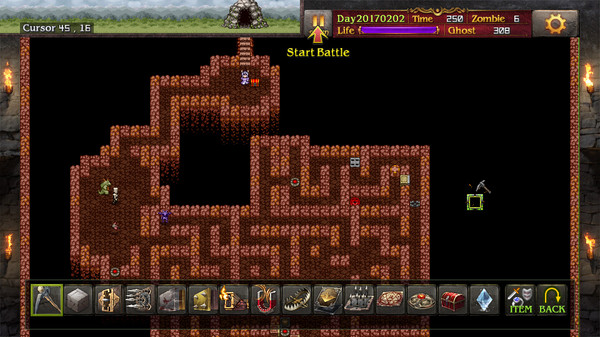 Cursor 45 , 16
Day20170202 Time 250 Zombie 6
Life Ghost 308
Start Battle
ITEM BACK